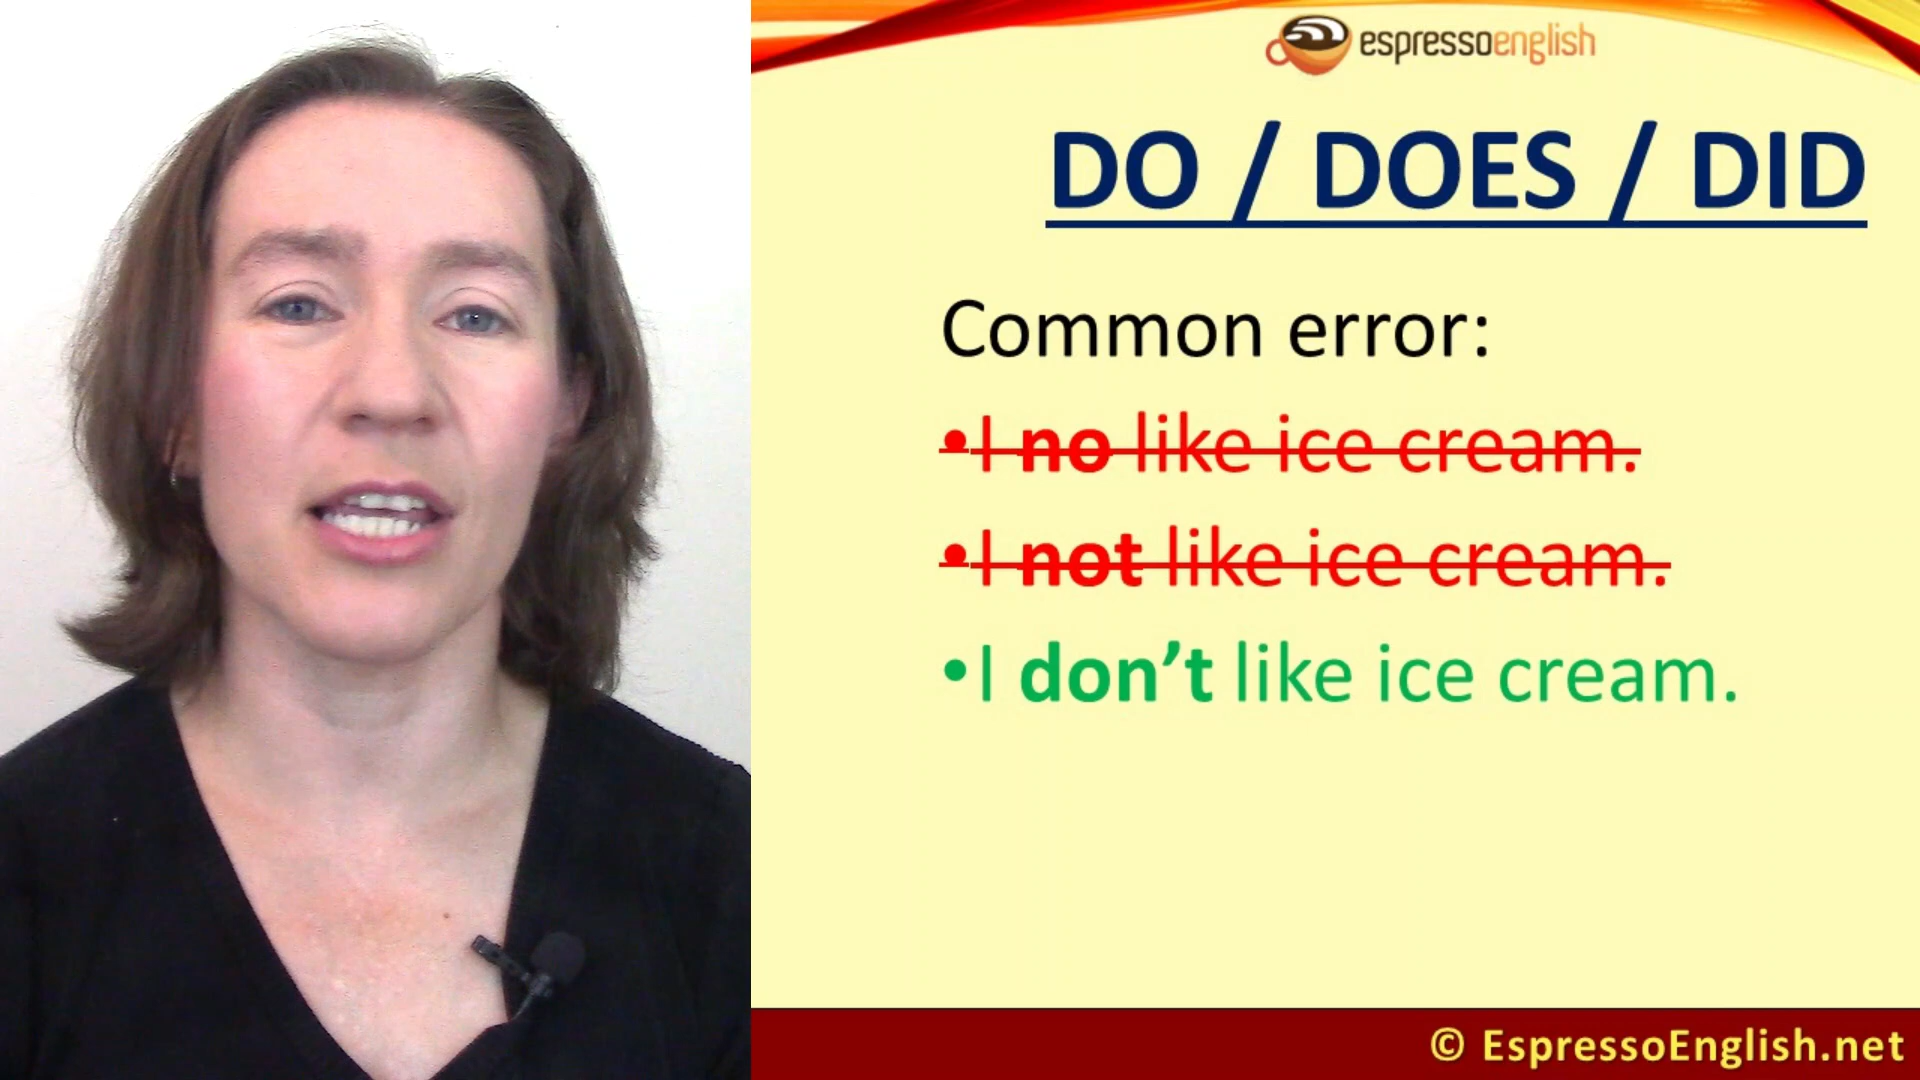 espressoenglish
DO / DOES / DID
Common error:
•I no like ice cream.
•I not like ice cream.
•I don’t like ice cream.
© EspressoEnglish.net